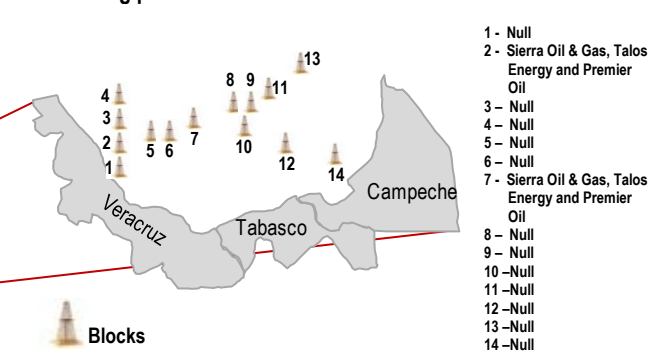 13
8 9
11
4
3
7
10
2
5 6
12
1
14
Campeche
Veracruz
Tabasco
Blocks
1 - Null
2 - Sierra Oil & Gas, Talos
Energy and Premier
Oil
3 – Null
4 – Null
5 – Null
6 – Null
7 - Sierra Oil & Gas, Talos
Energy and Premier
Oil
8 – Null
9 – Null
10 –Null
11 –Null
12 –Null
13 –Null
14 –Null